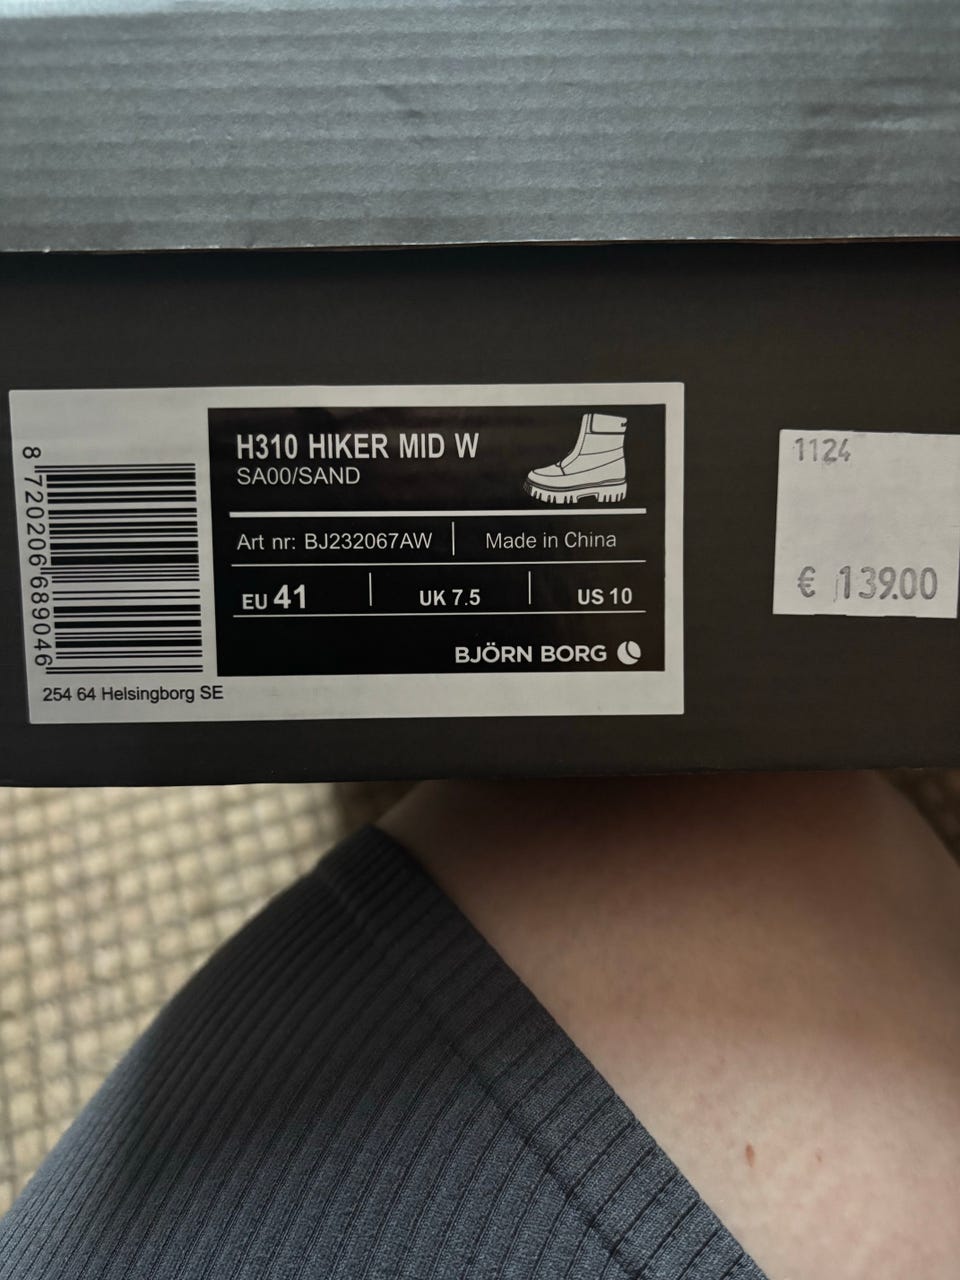 H310 HIKER MID W
SA00/SAND
Art nr: BJ232067AW
Made in China
EU 41
UK 7.5
US 10
BJÖRN BORG
8 720206 689046
254 64 Helsingborg SE
1124
€ 139.00